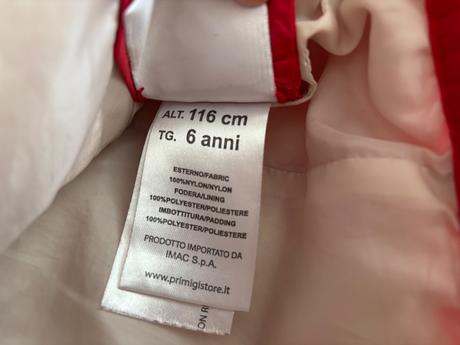 ALT. 116 cm
TG. 6 anni
ESTERNO/FABRIC
100%NYLON/NYLON
FODERA/LINING
100%POLYESTER/POLIESTERE
IMBOTTITURA/PADDING
100%POLYESTER/POLIESTERE
PRODOTTO IMPORTATO DA
IMAC S.p.A.
www.primigistore.it